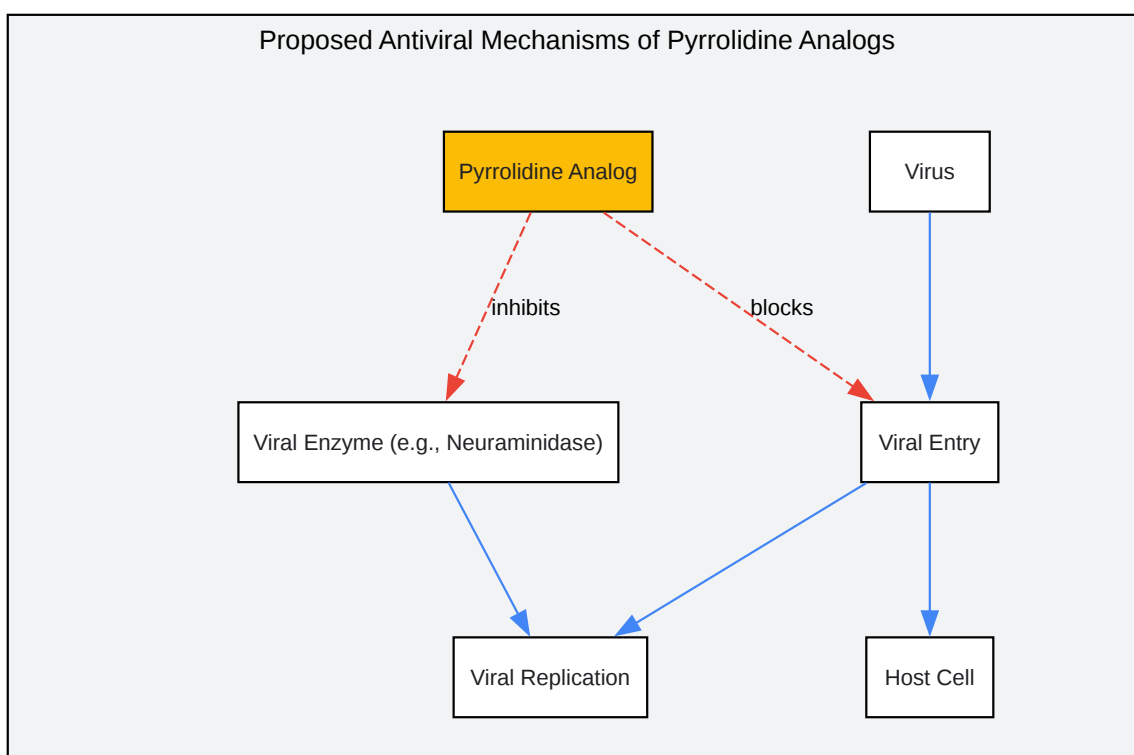 Proposed Antiviral Mechanisms of Pyrrolidine Analogs
Pyrrolidine Analog
Virus
inhibits
blocks
Viral Enzyme (e.g., Neuraminidase)
Viral Entry
Viral Replication
Host Cell